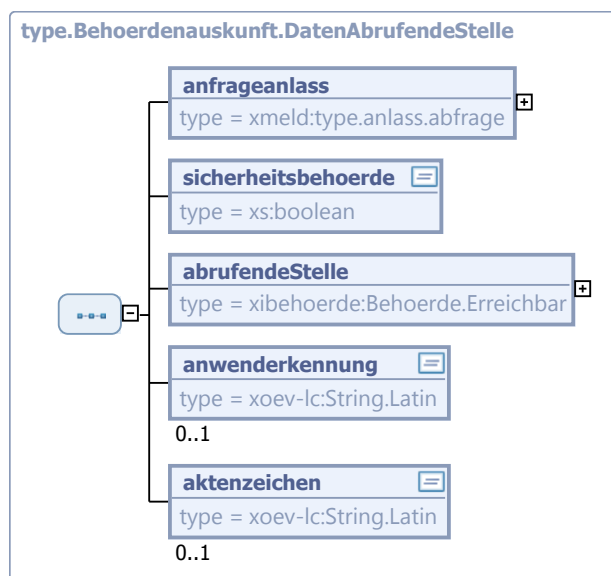 type.Behoerdenauskunft.DatenAbrufendeStelle
anfrageanlass
type = xmeld:type.anlass.abfrage
sicherheitsbehoerde
type = xs:boolean
abrufendeStelle
type = xibehoerde:Behoerde.Erreichbar
anwenderkennung
type = xoev-lc:String.Latin
0..1
aktenzeichen
type = xoev-lc:String.Latin
0..1